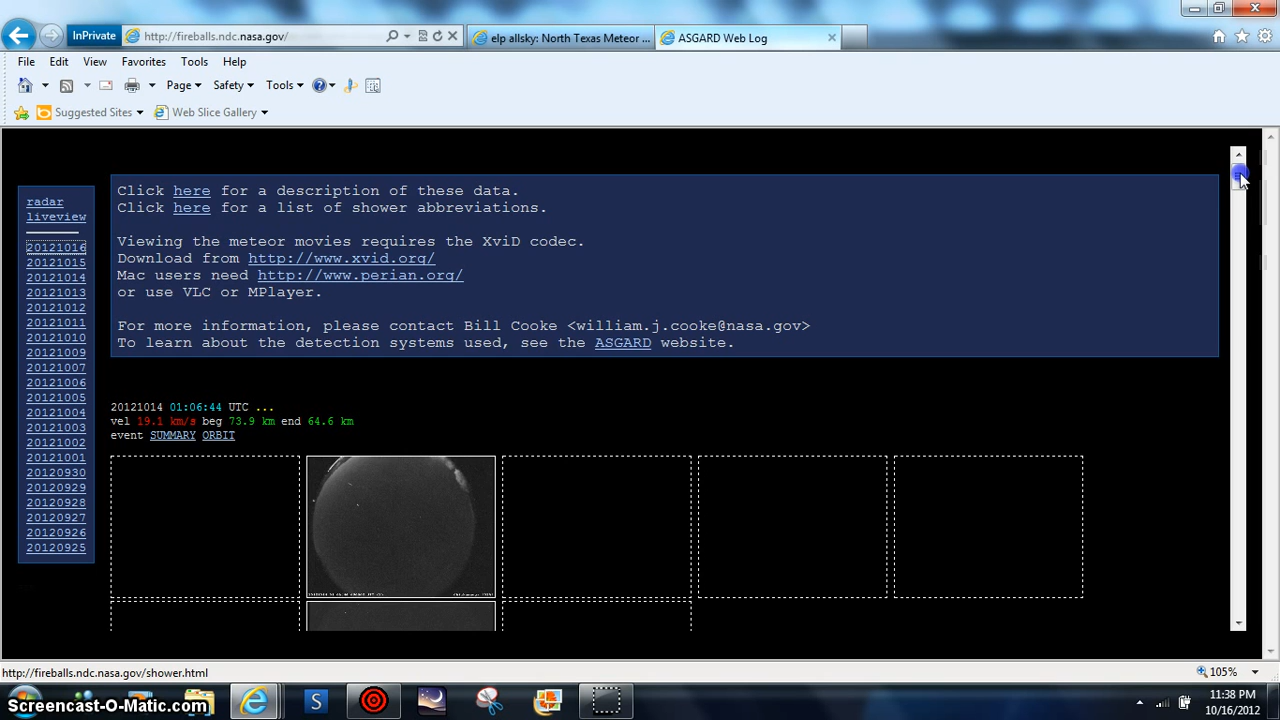 InPrivate
http://fireballs.ndc.nasa.gov/
elp allsky: North Texas Meteor ...
ASGARD Web Log
File Edit View Favorites Tools Help
Page Safety Tools
Suggested Sites Web Slice Gallery
radar
liveview
20121016
20121015
20121014
20121013
20121012
20121011
20121010
20121009
20121007
20121006
20121005
20121004
20121003
20121002
20121001
20120930
20120929
20120928
20120927
20120926
20120925
Click here for a description of these data.
Click here for a list of shower abbreviations.
Viewing the meteor movies requires the XviD codec.
Download from http://www.xvid.org/
Mac users need http://www.perian.org/
or use VLC or MPlayer.
For more information, please contact Bill Cooke <william.j.cooke@nasa.gov>
To learn about the detection systems used, see the ASGARD website.
20121014 01:06:44 UTC ...
vel 19.1 km/s beg 73.9 km end 64.6 km
event SUMMARY ORBIT
http://fireballs.ndc.nasa.gov/shower.html
105%
Screencast-O-Matic.com
11:38 PM
10/16/2012